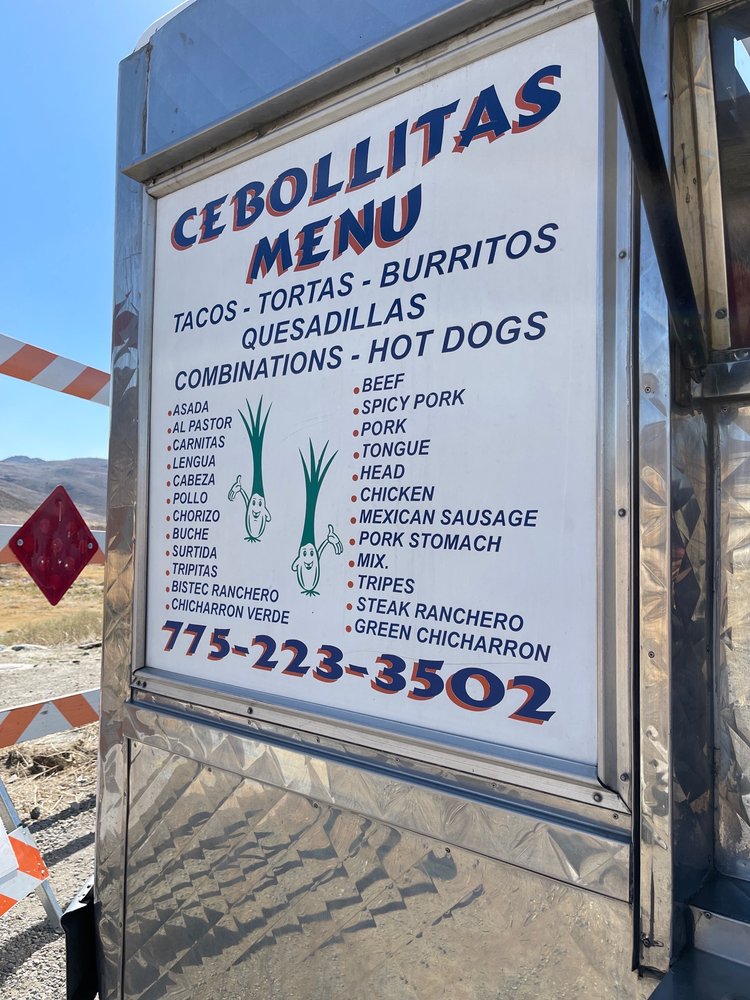 CEBOLLITAS
MENU
TACOS - TORTAS - BURRITOS
QUESADILLAS
COMBINATIONS - HOT DOGS
•ASADA
•AL PASTOR
•CARNITAS
•LENGUA
•CABEZA
•POLLO
•CHORIZO
•BUCHE
•SURTIDA
•TRIPITAS
•BISTEC RANCHERO
•CHICHARRON VERDE
•BEEF
•SPICY PORK
•PORK
•TONGUE
•HEAD
•CHICKEN
•MEXICAN SAUSAGE
•PORK STOMACH
•MIX.
•TRIPES
•STEAK RANCHERO
•GREEN CHICHARRON
775-223-3502